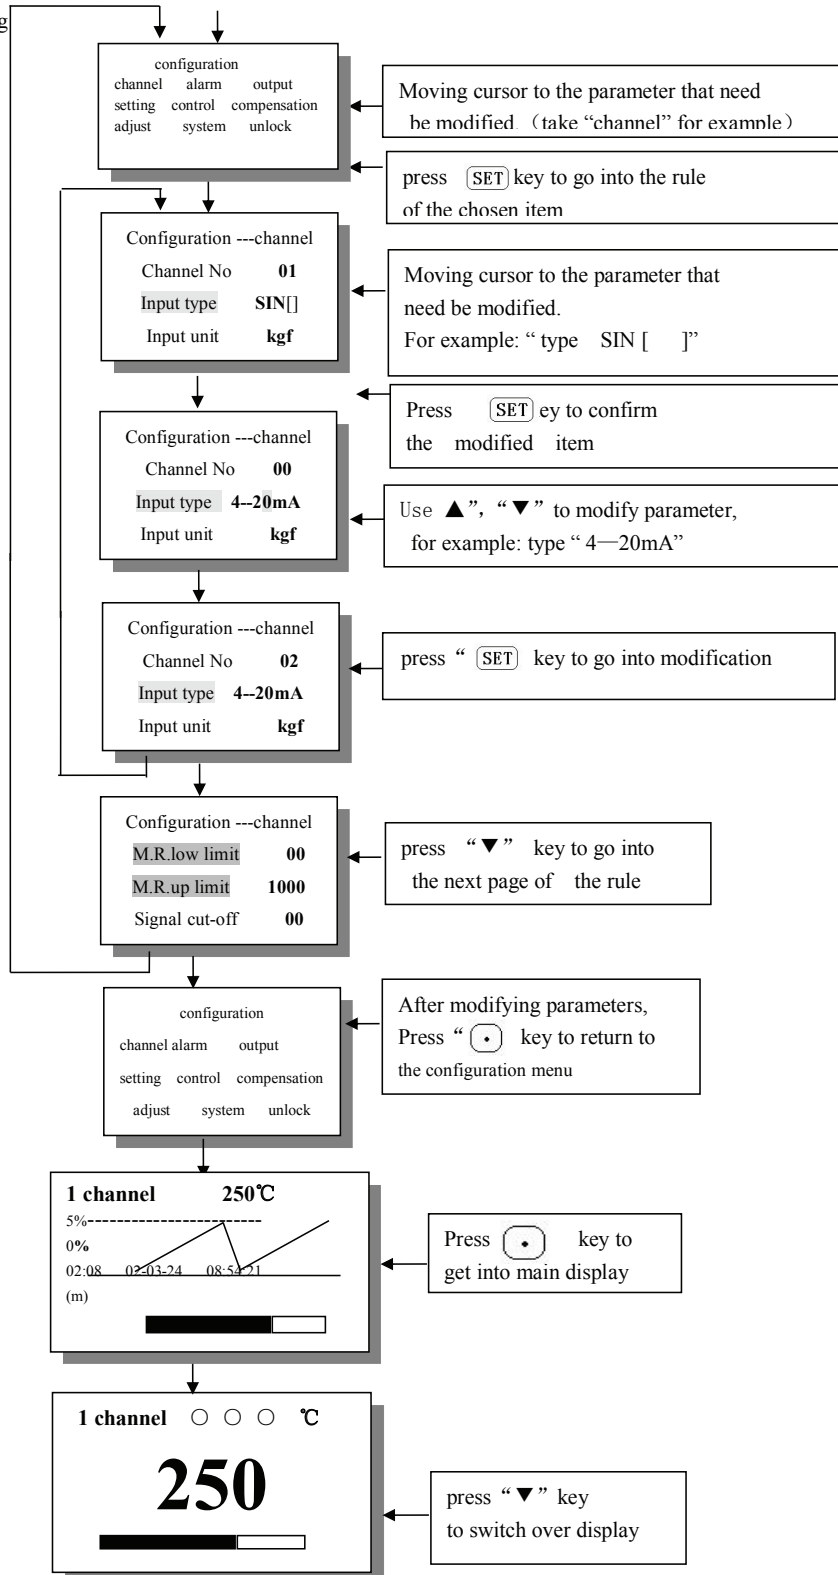 g
configuration
channel alarm output
setting control compensation
adjust system unlock
Moving cursor to the parameter that need
be modified.（take “channel” for example）
press SET key to go into the rule
of the chosen item
Configuration ---channel
Channel No 01
Input type SIN[]
Input unit kgf
Moving cursor to the parameter that
need be modified.
For example: “ type SIN [ ]”
Press SET ey to confirm
the modified item
Configuration ---channel
Channel No 00
Input type 4--20mA
Input unit kgf
Use ▲”, “▼” to modify parameter,
for example: type “ 4—20mA”
Configuration ---channel
Channel No 02
Input type 4--20mA
Input unit kgf
press “ SET key to go into modification
Configuration ---channel
M.R.low limit 00
M.R.up limit 1000
Signal cut-off 00
press “▼” key to go into
the next page of the rule
configuration
channel alarm output
setting control compensation
adjust system unlock
After modifying parameters,
Press “ key to return to
the configuration menu
1 channel 250℃
5%
0%
02:08 02-03-24 08:54:21
(m)
Press key to
get into main display
1 channel ○ ○ ○ ℃
250
press “▼” key
to switch over display